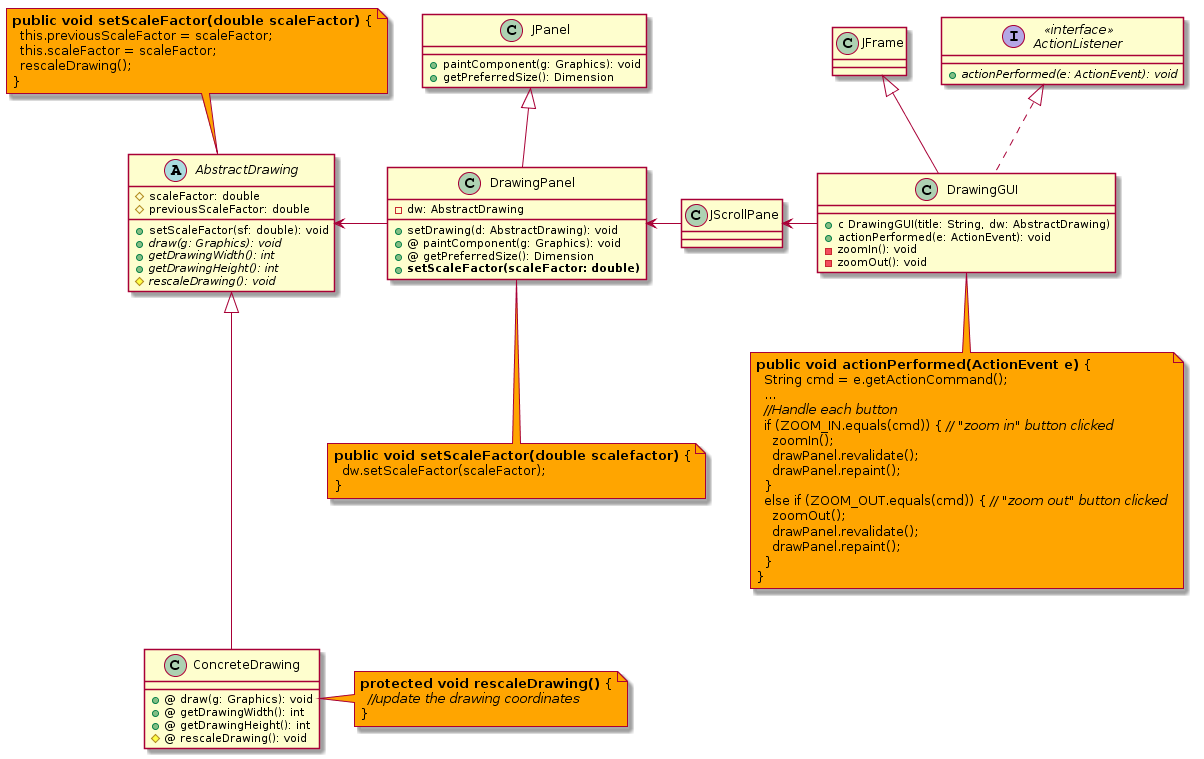 public void setScaleFactor(double scaleFactor) {
this.previousScaleFactor = scaleFactor;
this.scaleFactor = scaleFactor;
rescaleDrawing();
}
C JPanel
paintComponent(g: Graphics): void
getPreferredSize(): Dimension
C JFrame
I «interface»
ActionListener
actionPerformed(e: ActionEvent): void
A AbstractDrawing
scaleFactor: double
previousScaleFactor: double
setScaleFactor(sf: double): void
draw(g: Graphics): void
getDrawingWidth(): int
getDrawingHeight(): int
rescaleDrawing(): void
C DrawingPanel
dw: AbstractDrawing
setDrawing(d: AbstractDrawing): void
@ paintComponent(g: Graphics): void
@ getPreferredSize(): Dimension
setScaleFactor(scaleFactor: double)
C JScrollPane
C DrawingGUI
c DrawingGUI(title: String, dw: AbstractDrawing)
actionPerformed(e: ActionEvent): void
zoomIn(): void
zoomOut(): void
public void setScaleFactor(double scalefactor) {
dw.setScaleFactor(scaleFactor);
}
public void actionPerformed(ActionEvent e) {
String cmd = e.getActionCommand();
...
//Handle each button
if (ZOOM_IN.equals(cmd)) { // "zoom in" button clicked
zoomIn();
drawPanel.revalidate();
drawPanel.repaint();
}
else if (ZOOM_OUT.equals(cmd)) { // "zoom out" button clicked
zoomOut();
drawPanel.revalidate();
drawPanel.repaint();
}
}
C ConcreteDrawing
@ draw(g: Graphics): void
@ getDrawingWidth(): int
@ getDrawingHeight(): int
@ rescaleDrawing(): void
protected void rescaleDrawing() {
//update the drawing coordinates
}